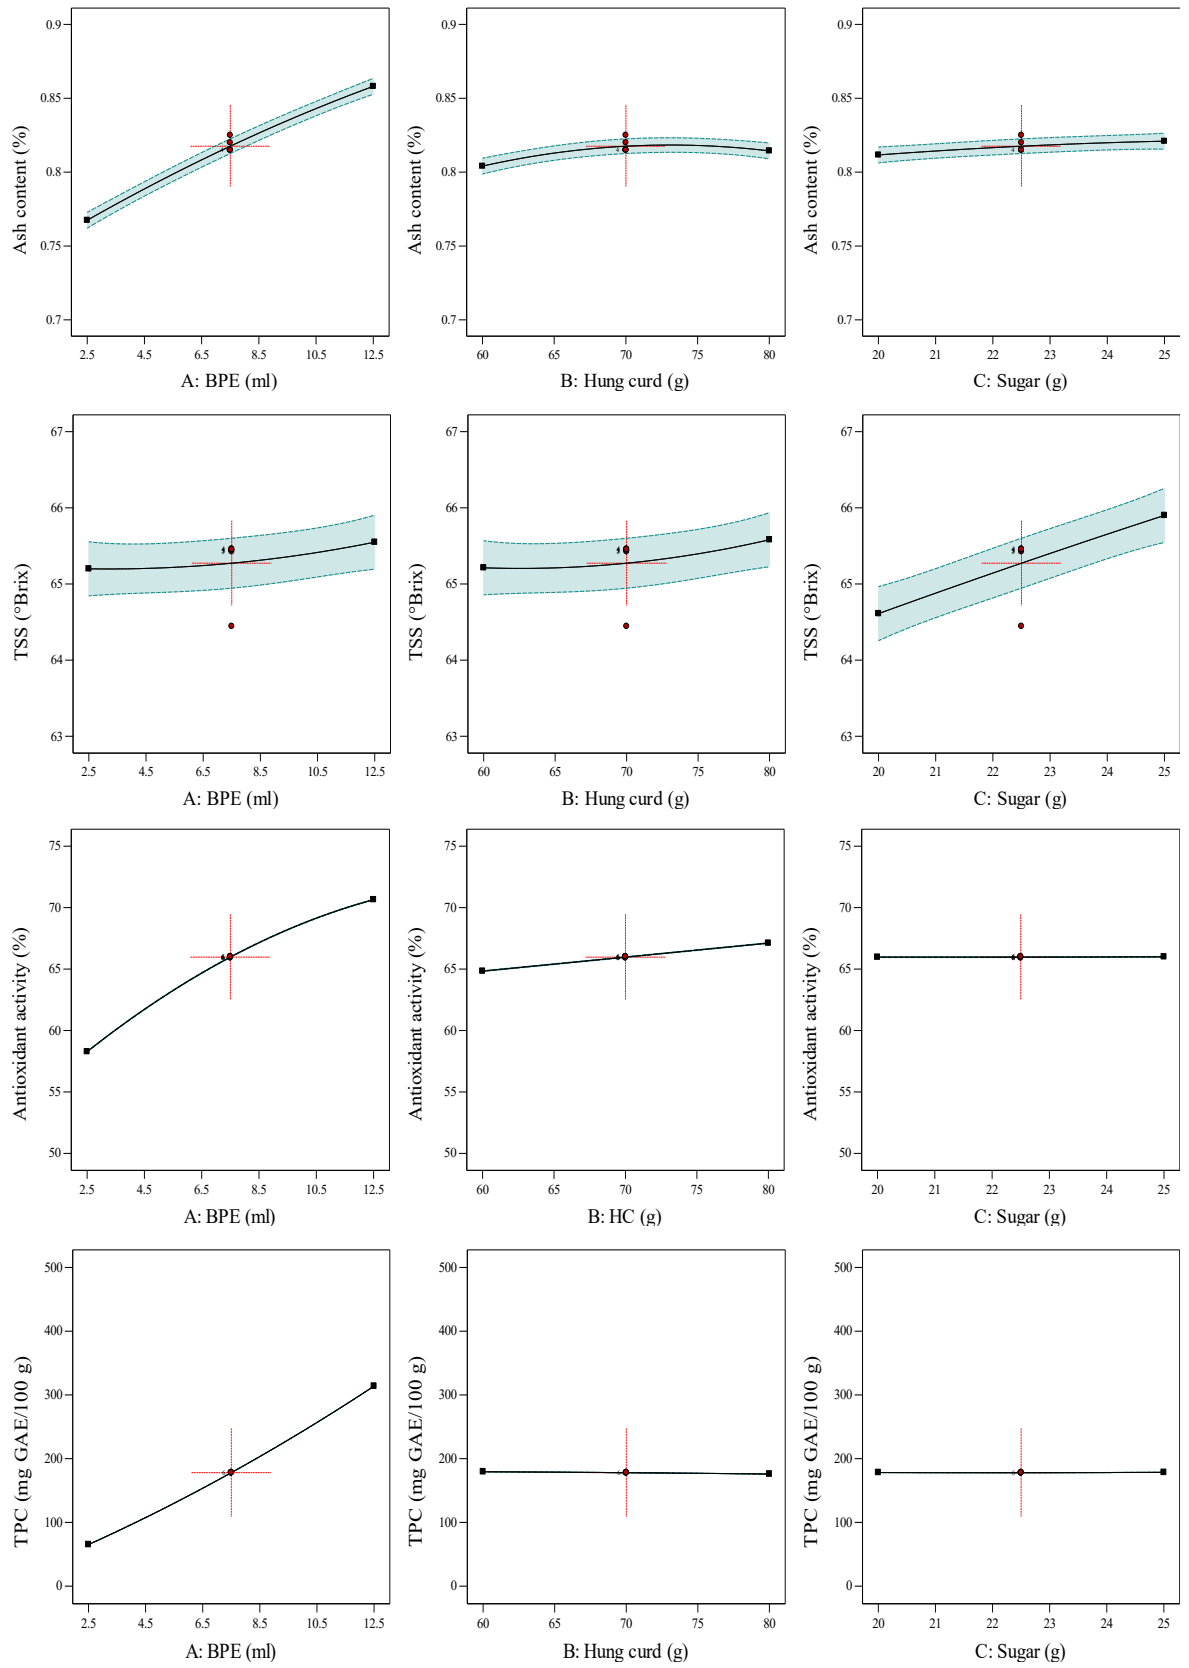 0.9
0.85
0.8
0.75
0.7
Ash content (%)
2.5 4.5 6.5 8.5 10.5 12.5
A: BPE (ml)
60 65 70 75 80
B: Hung curd (g)
0.9
0.85
0.8
0.75
0.7
Ash content (%)
20 21 22 23 24 25
C: Sugar (g)
0.9
0.85
0.8
0.75
0.7
Ash content (%)
67
66
65
64
63
TSS (°Brix)
2.5 4.5 6.5 8.5 10.5 12.5
A: BPE (ml)
67
66
65
64
63
TSS (°Brix)
60 65 70 75 80
B: Hung curd (g)
67
66
65
64
63
TSS (°Brix)
20 21 22 23 24 25
C: Sugar (g)
75
70
65
60
55
50
Antioxidant activity (%)
2.5 4.5 6.5 8.5 10.5 12.5
A: BPE (ml)
75
70
65
60
55
50
Antioxidant activity (%)
60 65 70 75 80
B: HC (g)
75
70
65
60
55
50
Antioxidant activity (%)
20 21 22 23 24 25
C: Sugar (g)
500
400
300
200
100
0
TPC (mg GAE/100 g)
2.5 4.5 6.5 8.5 10.5 12.5
A: BPE (ml)
500
400
300
200
100
0
TPC (mg GAE/100 g)
60 65 70 75 80
B: Hung curd (g)
500
400
300
200
100
0
TPC (mg GAE/100 g)
20 21 22 23 24 25
C: Sugar (g)